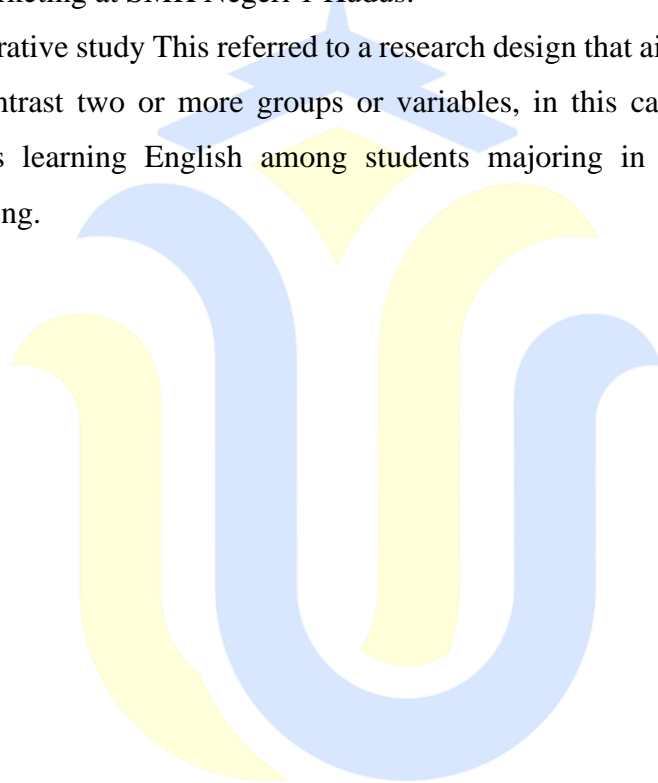 rketing at SMK Negeri 1 Kudus.
rative study This referred to a research design that ai
ntrast two or more groups or variables, in this ca
s learning English among students majoring in
ng.